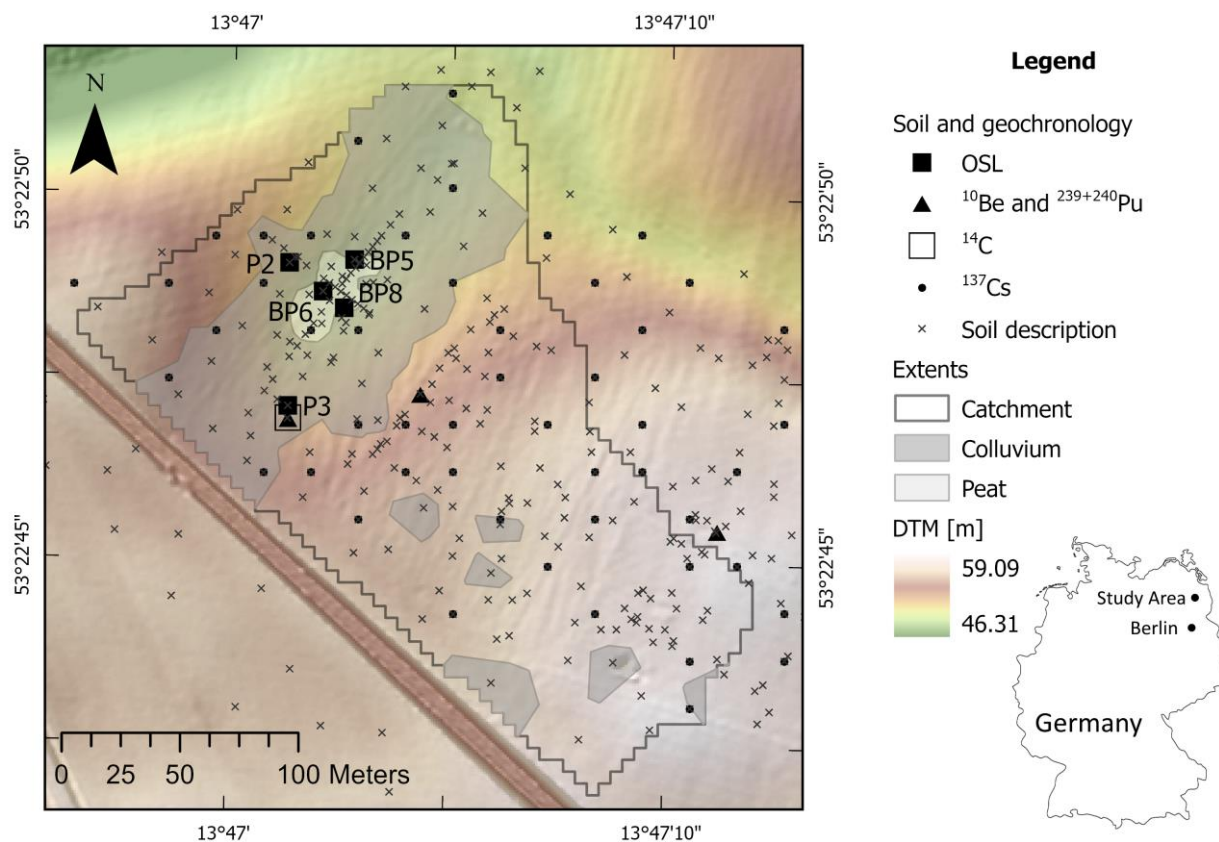 13°47' 13°47'10"
N
53°22'50" 53°22'50"
P2 BP5
BP6 BP8
P3
53°22'45" 53°22'45"
0 25 50 100 Meters
13°47' 13°47'10"
Legend
Soil and geochronology
OSL
¹⁰Be and ²³⁹⁺²⁴⁰Pu
¹⁴C
¹³⁷Cs
Soil description
Extents
Catchment
Colluvium
Peat
DTM [m]
59.09
46.31
Study Area
Berlin
Germany